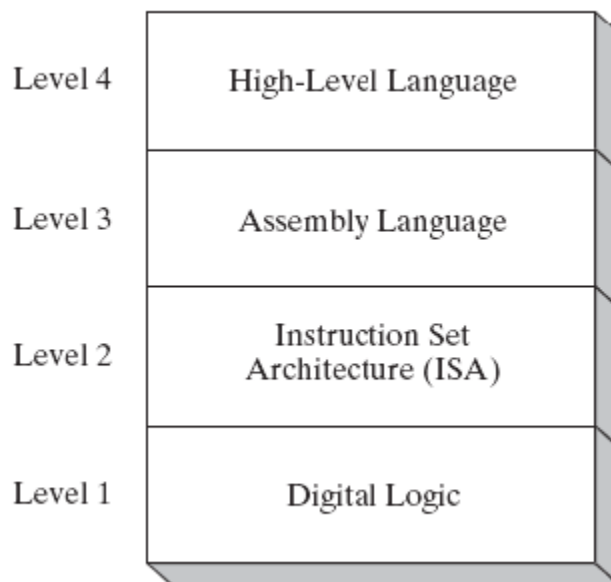 Level 4
High-Level Language
Level 3
Assembly Language
Level 2
Instruction Set
Architecture (ISA)
Level 1
Digital Logic